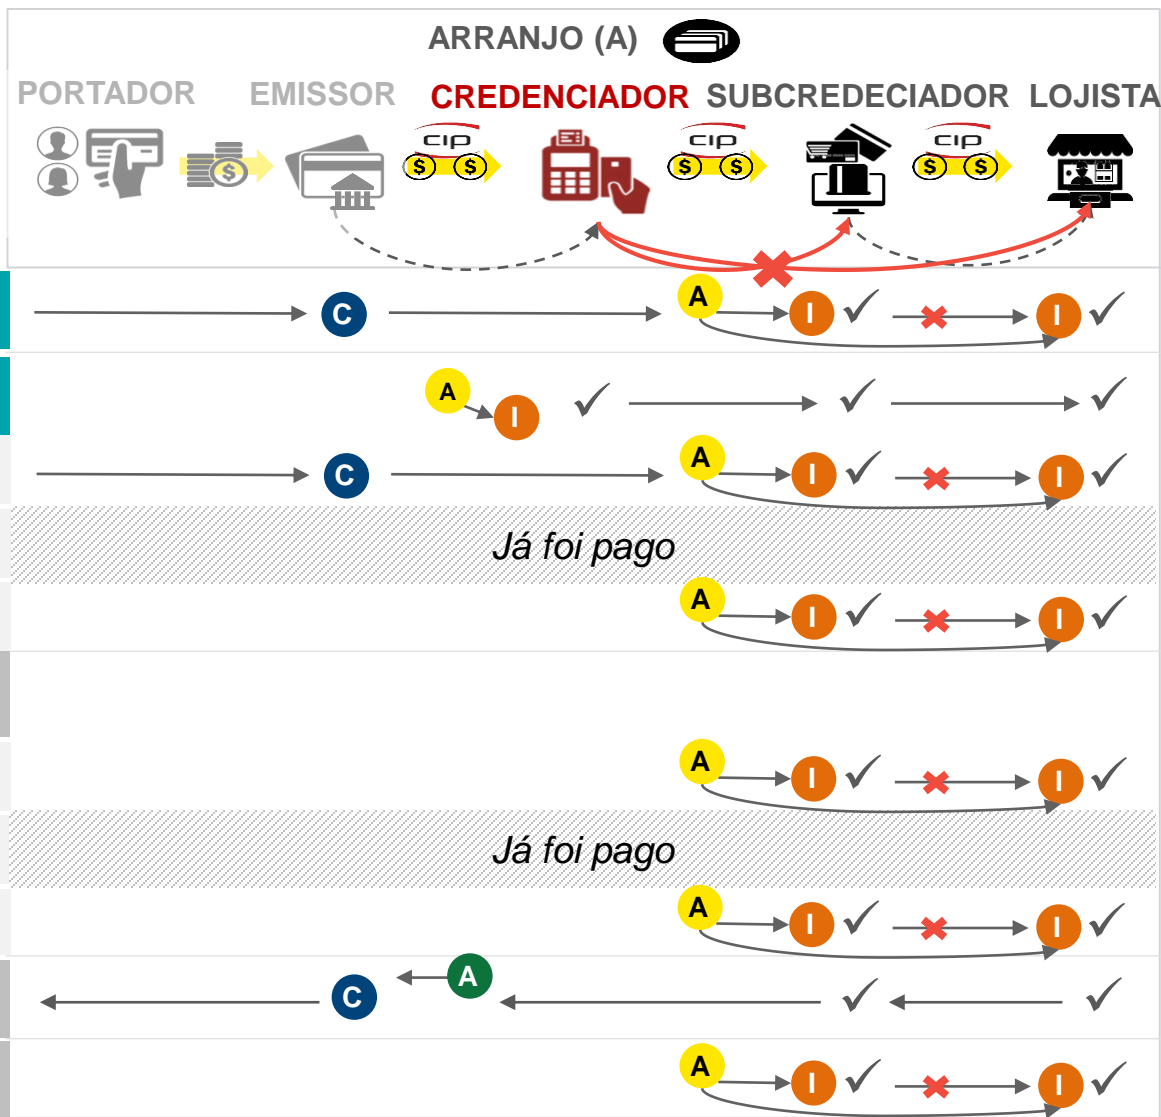 ARRANJO (A)
PORTADOR EMISSOR CREDENCIADOR SUBCREDECIADOR LOJISTA
CIP CIP CIP
$ $ $ $ $ $ $
A
C I I
A
I
A
C I I
Já foi pago
A
I I
A
I I
Já foi pago
A
I I
A
C
A
I I